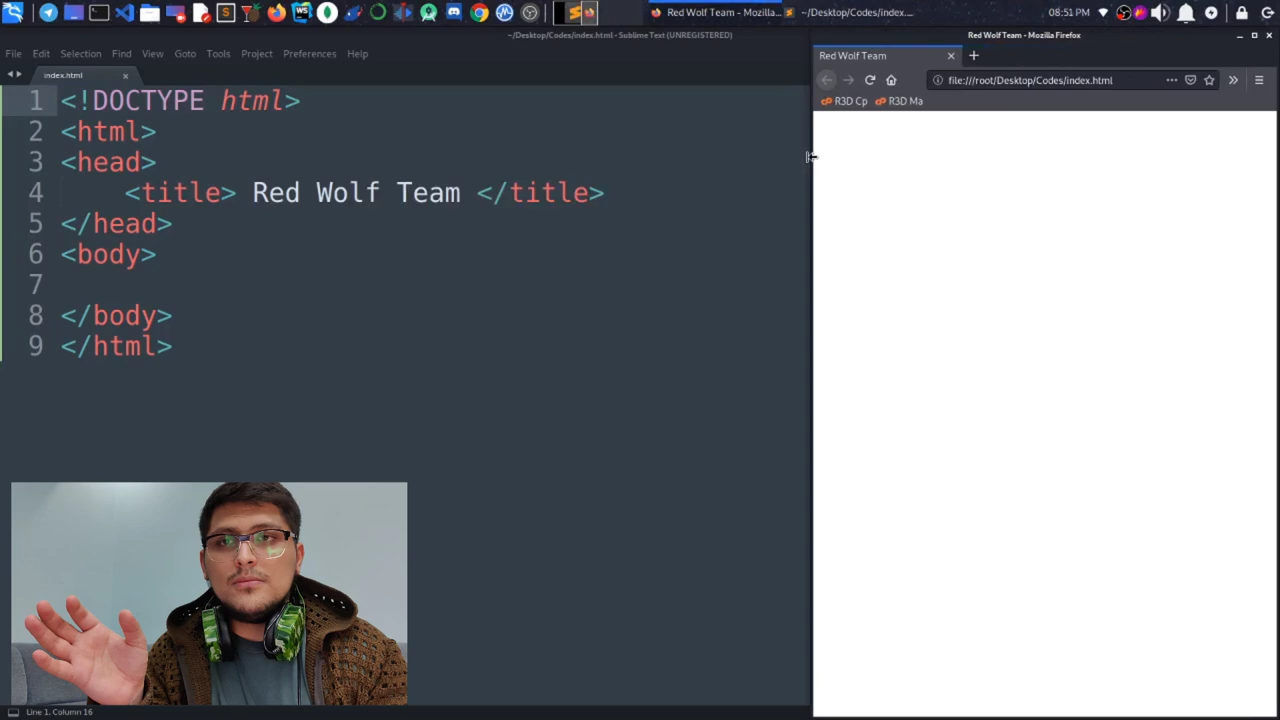 Red Wolf Team - Mozilla...
~/Desktop/Codes/index....
08:51 PM
~/Desktop/Codes/index.html - Sublime Text (UNREGISTERED)
File Edit Selection Find View Goto Tools Project Preferences Help
index.html
1 <!DOCTYPE html>
2 <html>
3 <head>
4 <title> Red Wolf Team </title>
5 </head>
6 <body>
7
8 </body>
9 </html>
Line 1, Column 16
Red Wolf Team - Mozilla Firefox
Red Wolf Team
file:///root/Desktop/Codes/index.html
R3D Cp R3D Ma